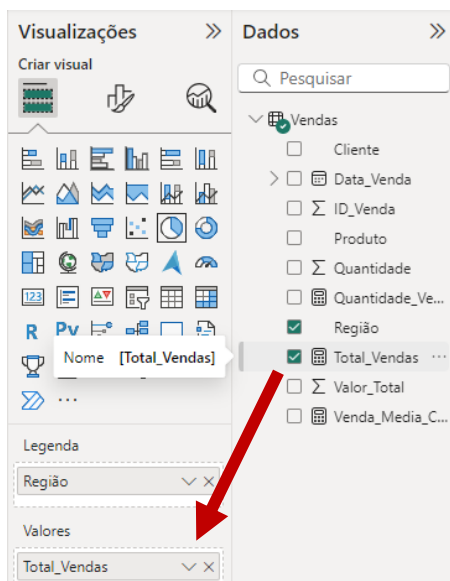 Visualizações
Criar visual
123
R Py
Nome [Total_Vendas]
Legenda
Região
Valores
Total_Vendas
Dados
Pesquisar
Vendas
Cliente
Data_Venda
ID_Venda
Produto
Quantidade
Quantidade_Ve...
Região
Total_Vendas
Valor_Total
Venda_Media_C...